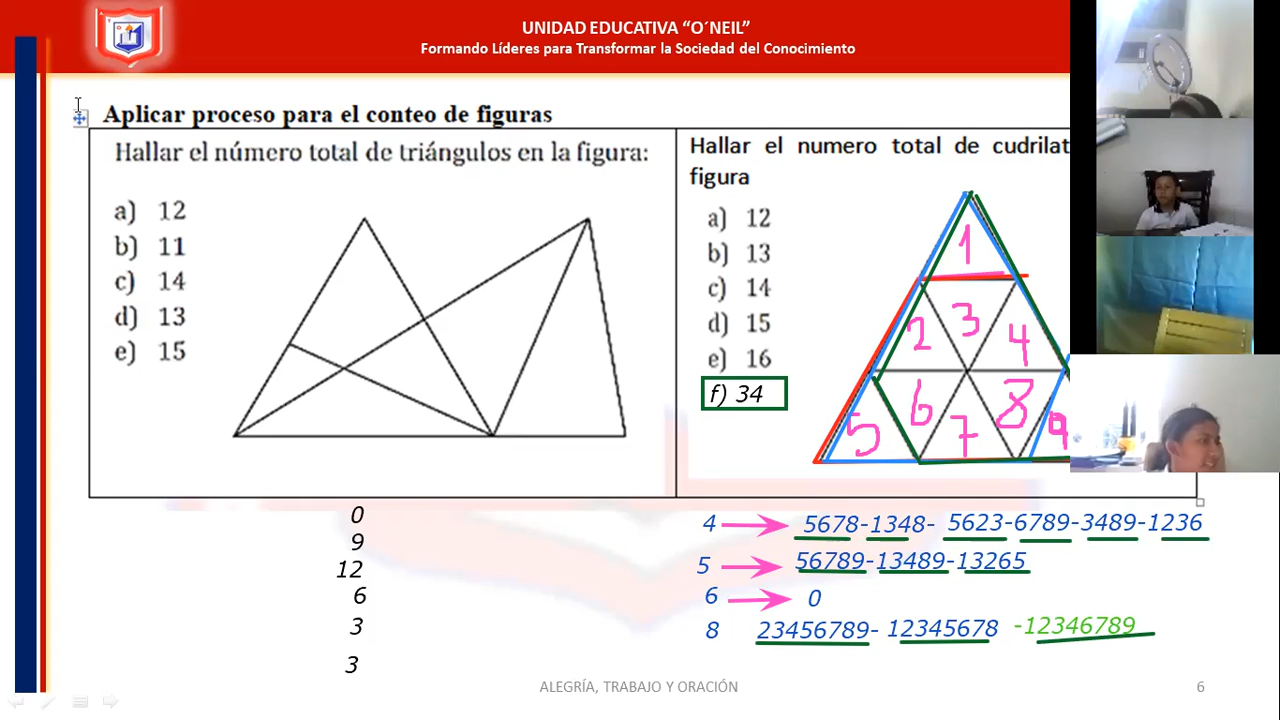 UNIDAD EDUCATIVA “O´NEIL”
Formando Líderes para Transformar la Sociedad del Conocimiento
Aplicar proceso para el conteo de figuras
Hallar el número total de triángulos en la figura:
a) 12
b) 11
c) 14
d) 13
e) 15
Hallar el numero total de cudrilat
figura
a) 12
b) 13
c) 14
d) 15
e) 16
f) 34
1
2 3 4
5 6 7 8 9
0
9
12
6
3
3
4 5678-1348- 5623-6789-3489-1236
5 56789-13489-13265
6 0
8 23456789- 12345678 -12346789
ALEGRÍA, TRABAJO Y ORACIÓN
6